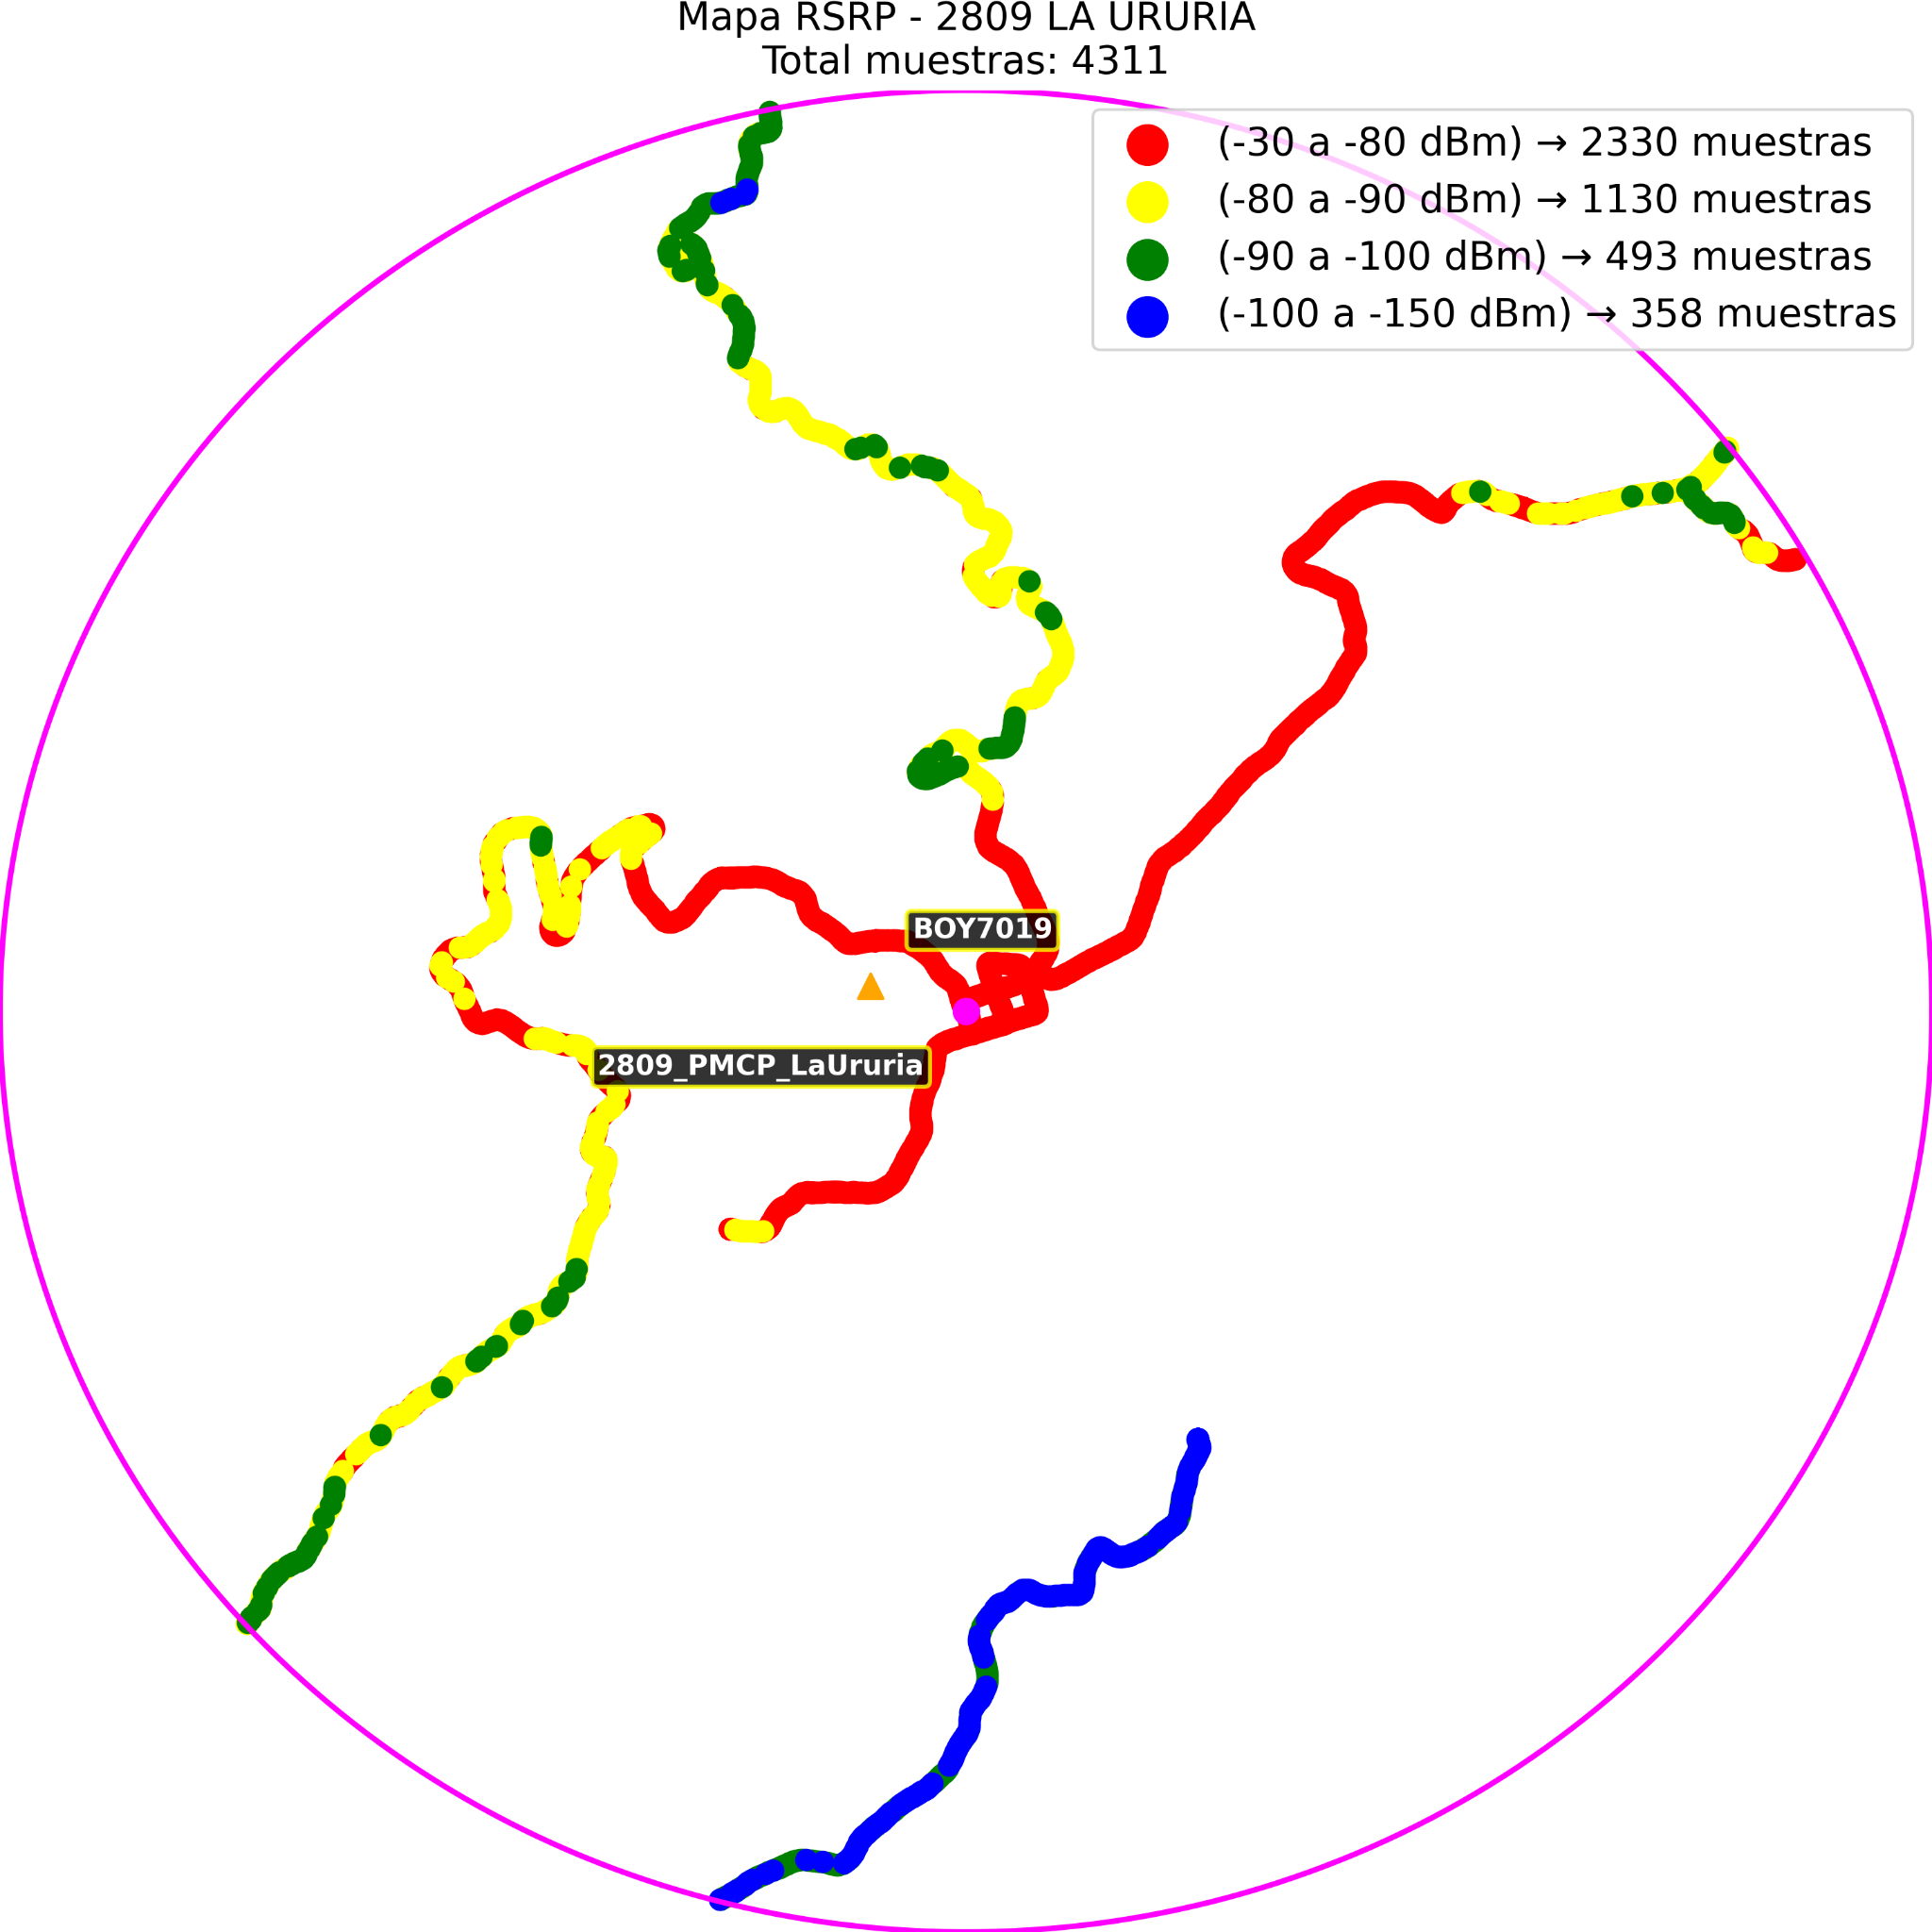 Mapa RSRP - 2809 LA URURIA
Total muestras: 4311
(-30 a -80 dBm) → 2330 muestras
(-80 a -90 dBm) → 1130 muestras
(-90 a -100 dBm) → 493 muestras
(-100 a -150 dBm) → 358 muestras
BOY7019
2809_PMCP_LaUruria